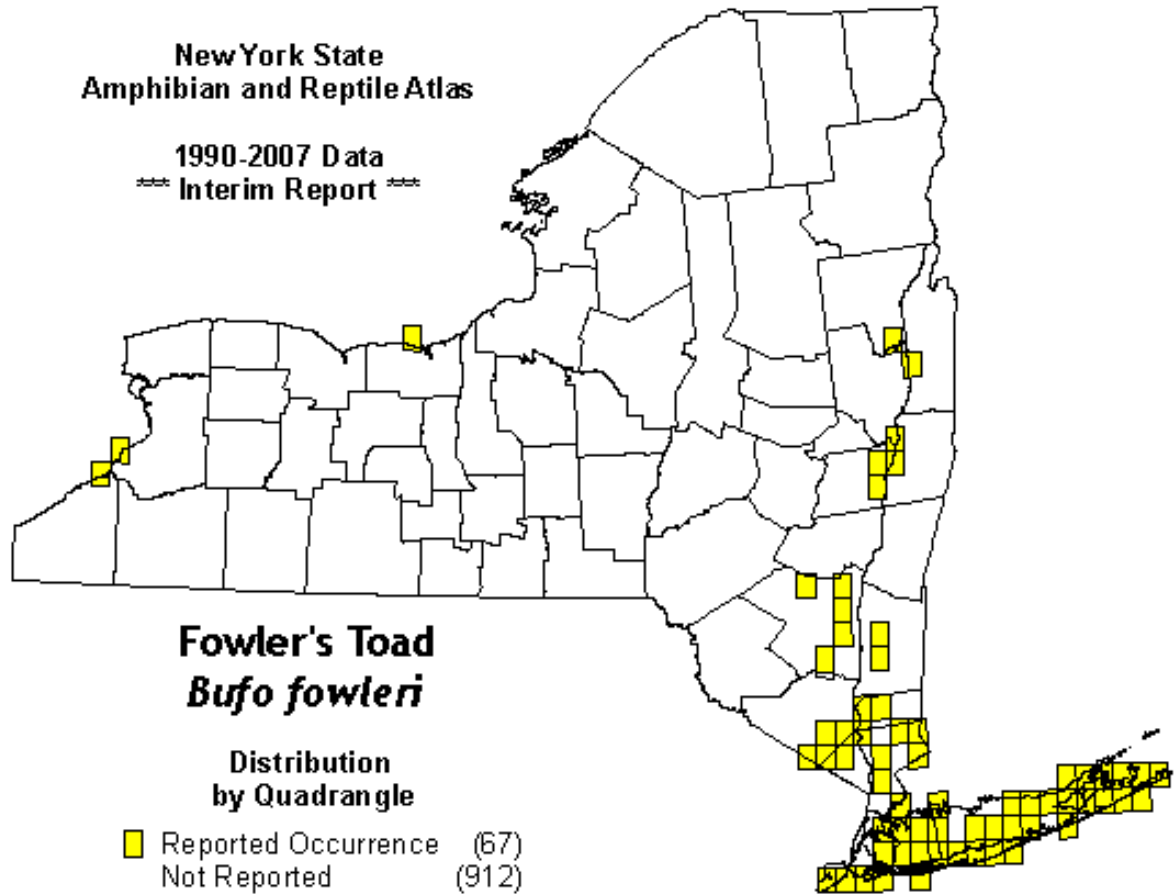 New York State
Amphibian and Reptile Atlas
1990-2007 Data
*** Interim Report ***
Fowler's Toad
Bufo fowleri
Distribution
by Quadrangle
Reported Occurrence (67)
Not Reported (912)